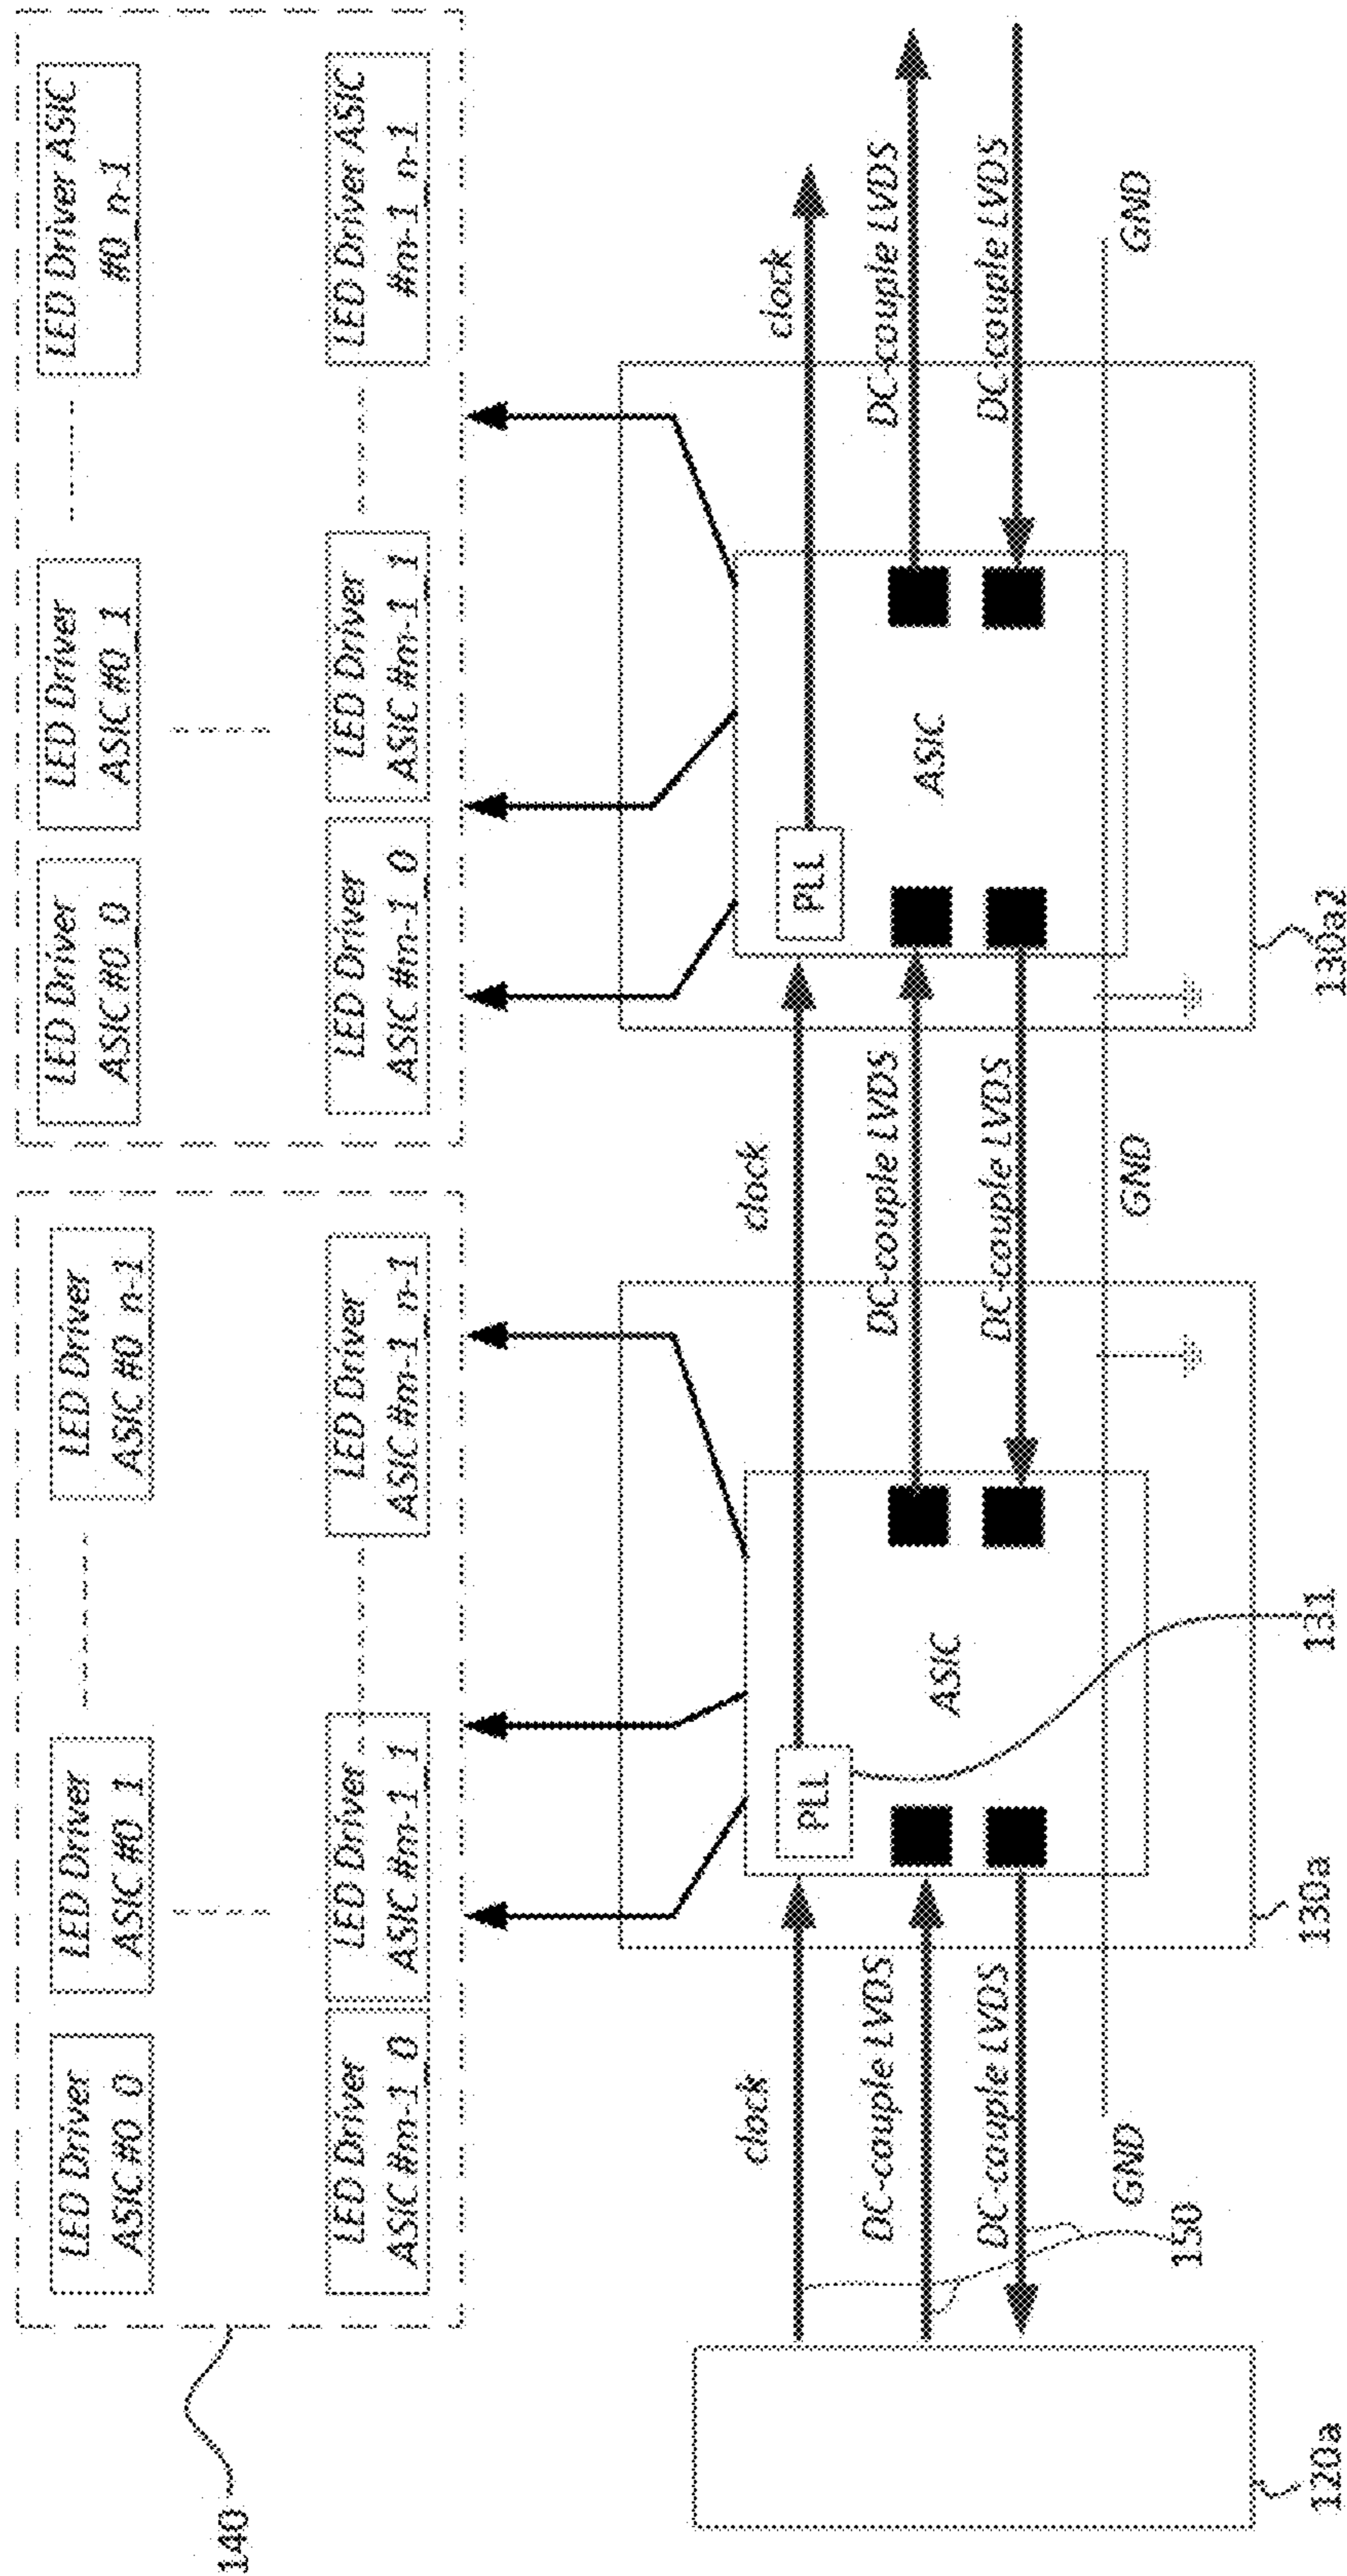 140
LED Driver
ASIC #0_0
LED Driver
ASIC #0_1
LED Driver
ASIC #0_n-1
LED Driver
ASIC #m-1_0
LED Driver
ASIC #m-1_1
LED Driver
ASIC #m-1_n-1
LED Driver
ASIC #0_0
LED Driver
ASIC #0_1
LED Driver ASIC
#0_n-1
LED Driver
ASIC #m-1_0
LED Driver
ASIC #m-1_1
LED Driver ASIC
#m-1_n-1
clock
PLL
clock
PLL
clock
DC-couple LVDS
ASIC
DC-couple LVDS
ASIC
DC-couple LVDS
DC-couple LVDS
DC-couple LVDS
DC-couple LVDS
GND
GND
GND
150
120a
130a
131
130a2